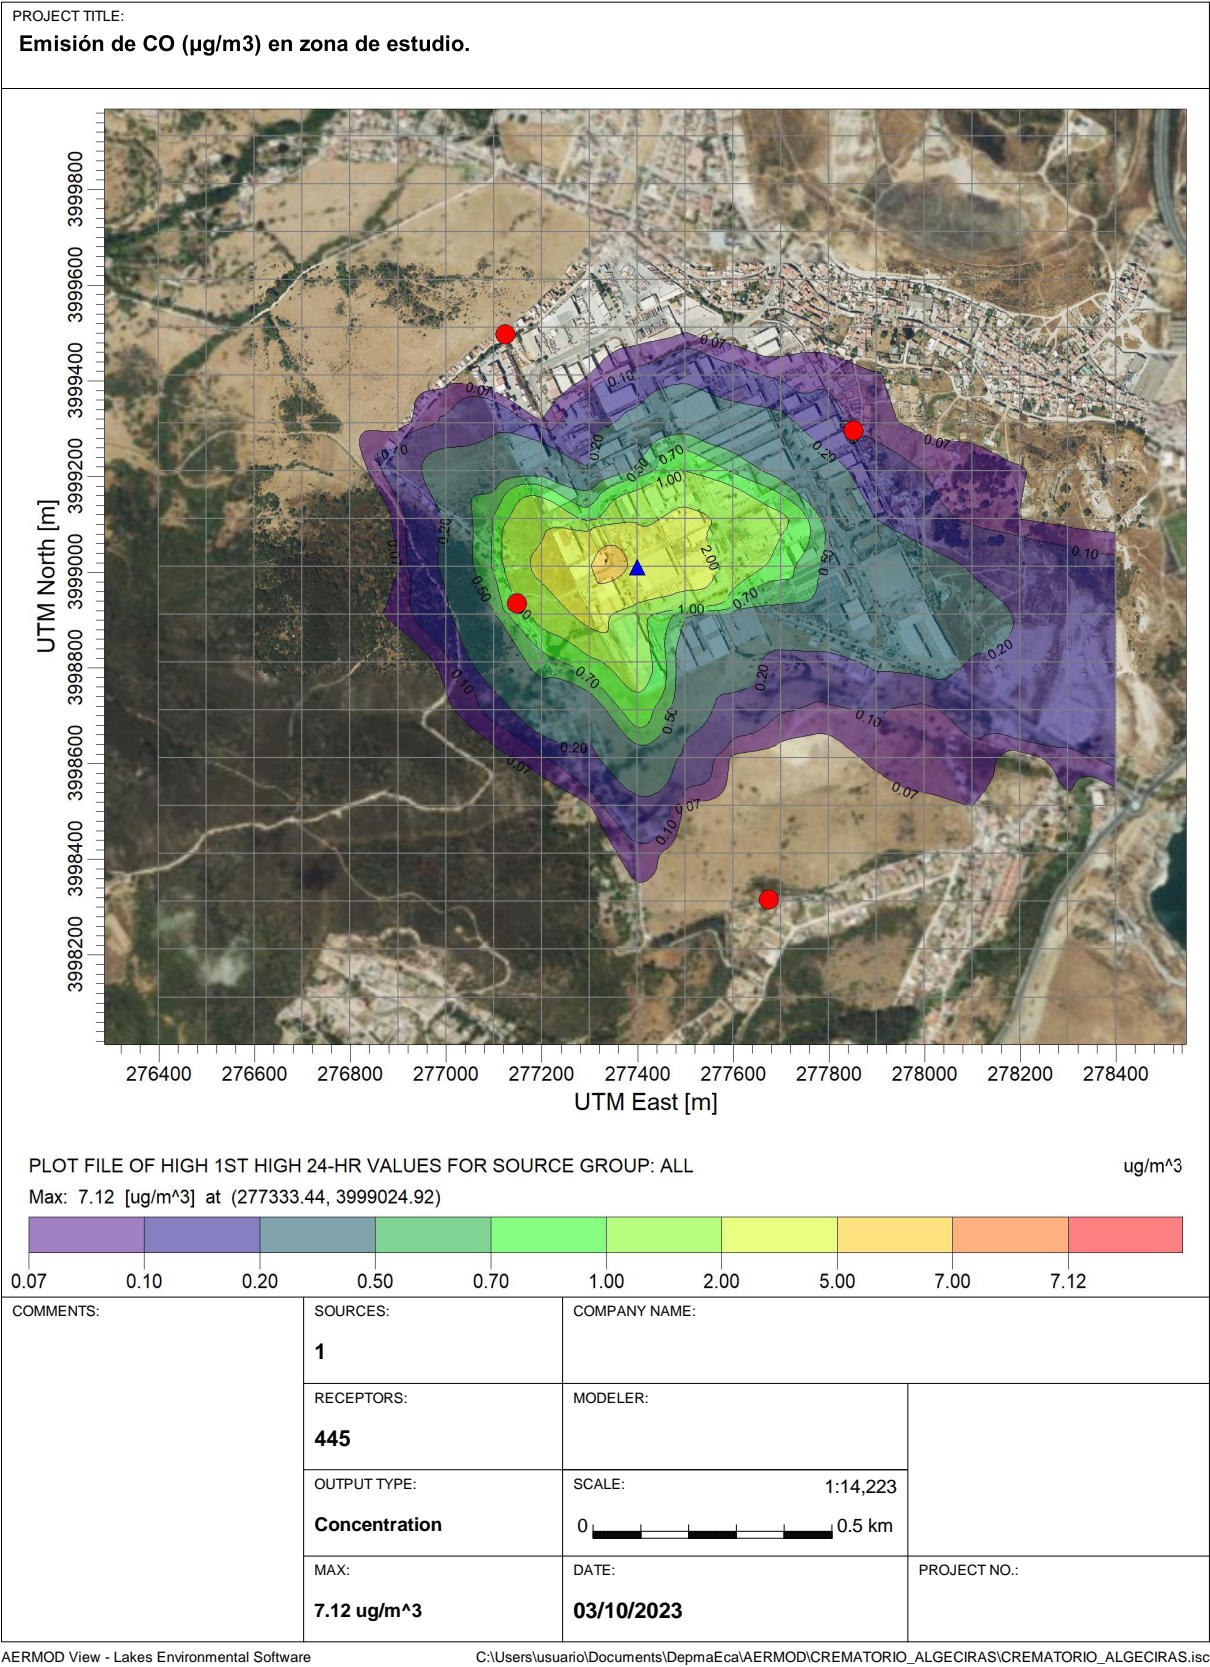 PROJECT TITLE:
Emisión de CO (µg/m3) en zona de estudio.
UTM North [m]
3999800
3999600
3999400
3999200
3999000
3998800
3998600
3998400
3998200
0.07
0.10
0.07
0.10
0.20
0.50
0.70
1.00
0.20
0.07
0.20
0.07
2.00
0.50
0.10
0.50
1.00
0.70
0.20
0.70
0.20
0.10
0.50
0.10
0.20
0.07
0.07
0.07
0.10
276400 276600 276800 277000 277200 277400 277600 277800 278000 278200 278400
UTM East [m]
PLOT FILE OF HIGH 1ST HIGH 24-HR VALUES FOR SOURCE GROUP: ALL
ug/m^3
Max: 7.12 [ug/m^3] at (277333.44, 3999024.92)
0.07 0.10 0.20 0.50 0.70 1.00 2.00 5.00 7.00 7.12
COMMENTS:
SOURCES:
1
COMPANY NAME:
RECEPTORS:
445
MODELER:
OUTPUT TYPE:
Concentration
SCALE:
1:14,223
0
0.5 km
MAX:
7.12 ug/m^3
DATE:
03/10/2023
PROJECT NO.:
AERMOD View - Lakes Environmental Software
C:\Users\usuario\Documents\DepmaEca\AERMOD\CREMATORIO_ALGECIRAS\CREMATORIO_ALGECIRAS.isc